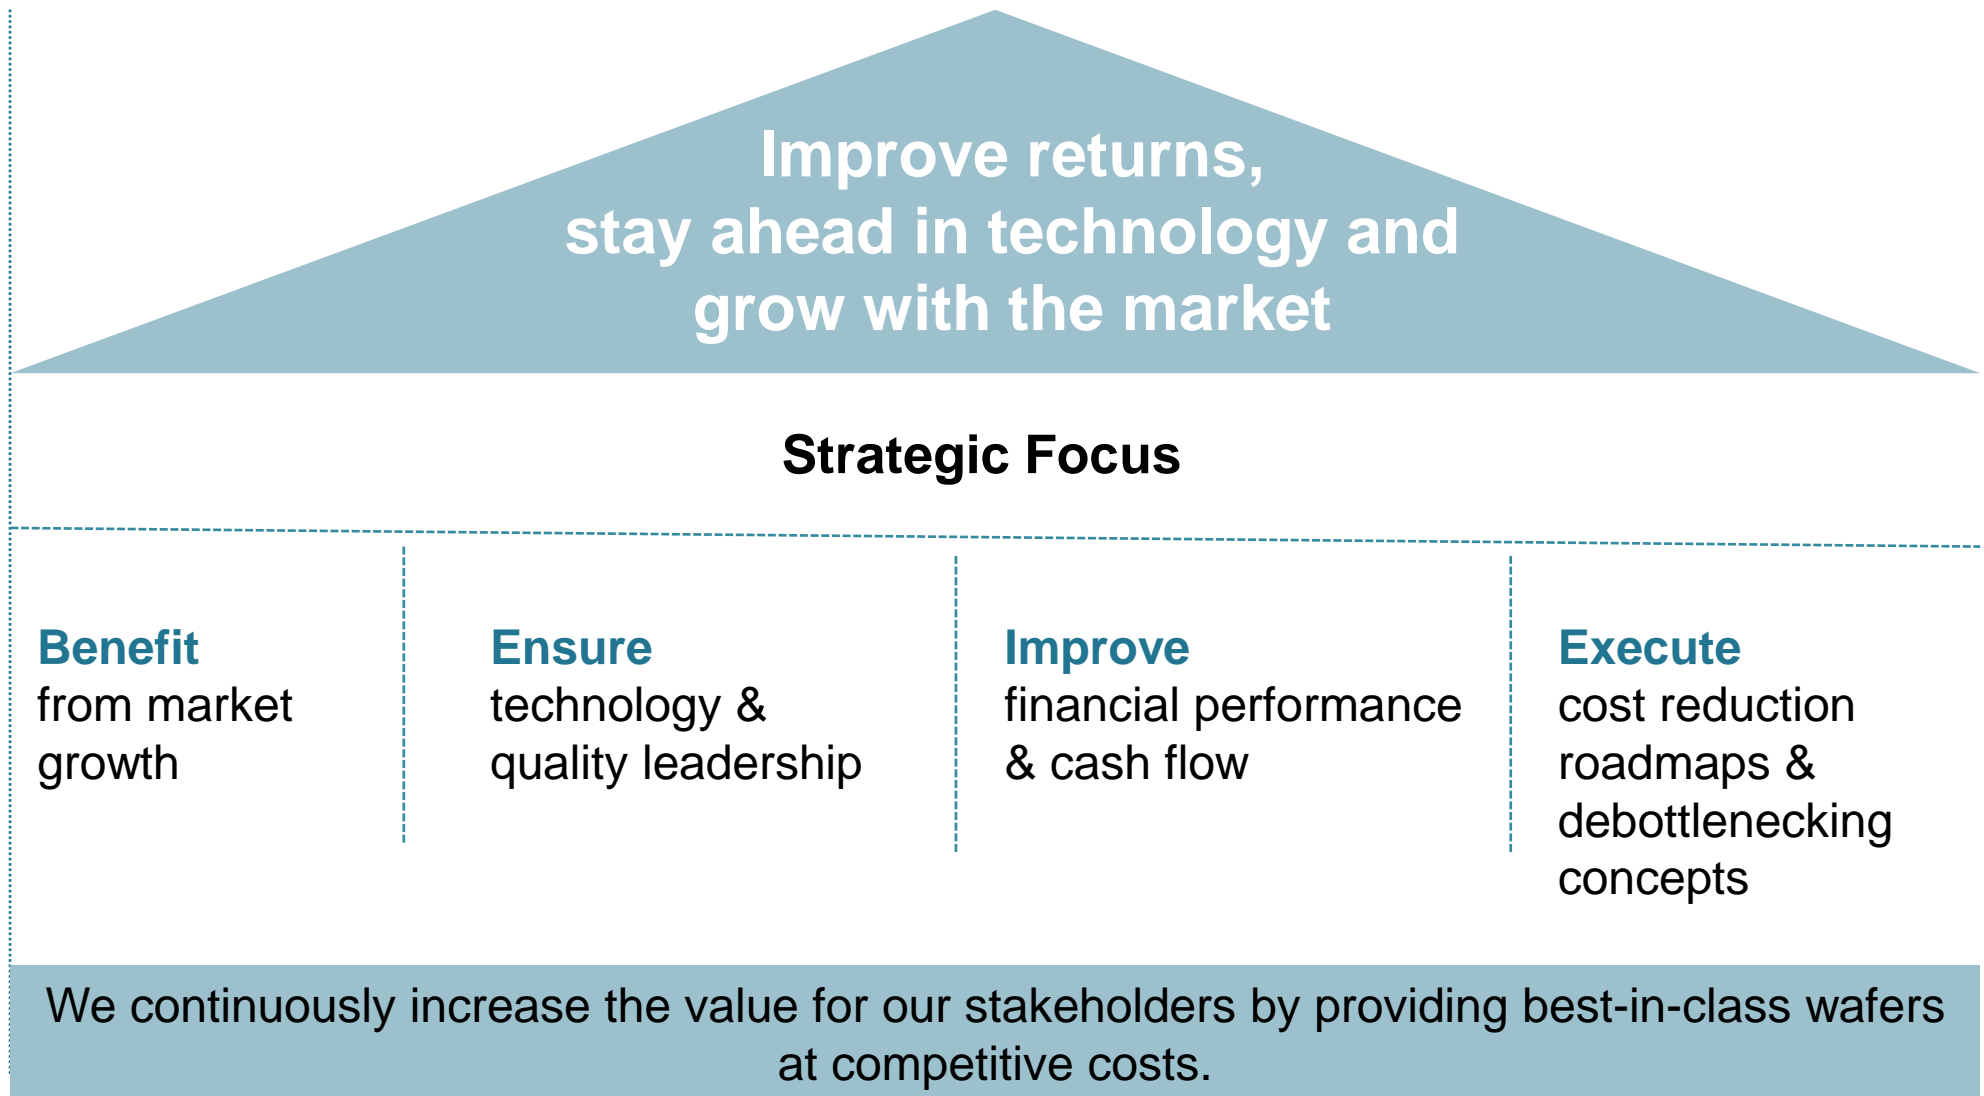 Improve returns,
stay ahead in technology and
grow with the market
Strategic Focus
Benefit
from market
growth
Ensure
technology &
quality leadership
Improve
financial performance
& cash flow
Execute
cost reduction
roadmaps &
debottlenecking
concepts
We continuously increase the value for our stakeholders by providing best-in-class wafers
at competitive costs.